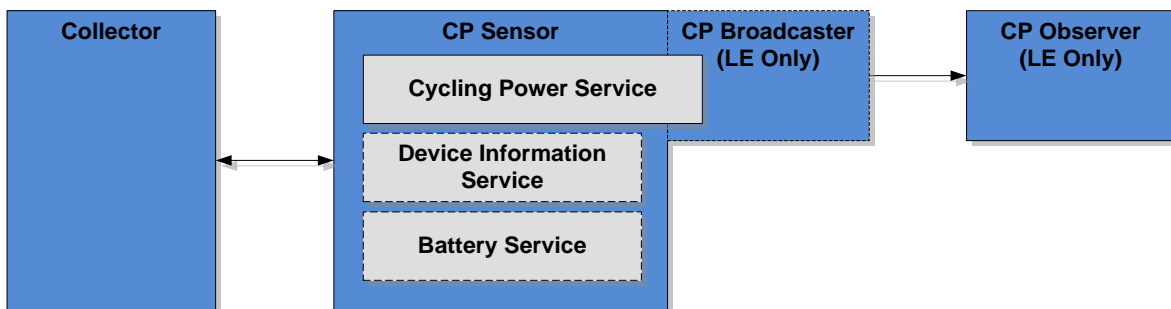 Collector
CP Sensor
CP Broadcaster
(LE Only)
CP Observer
(LE Only)
Cycling Power Service
Device Information
Service
Battery Service